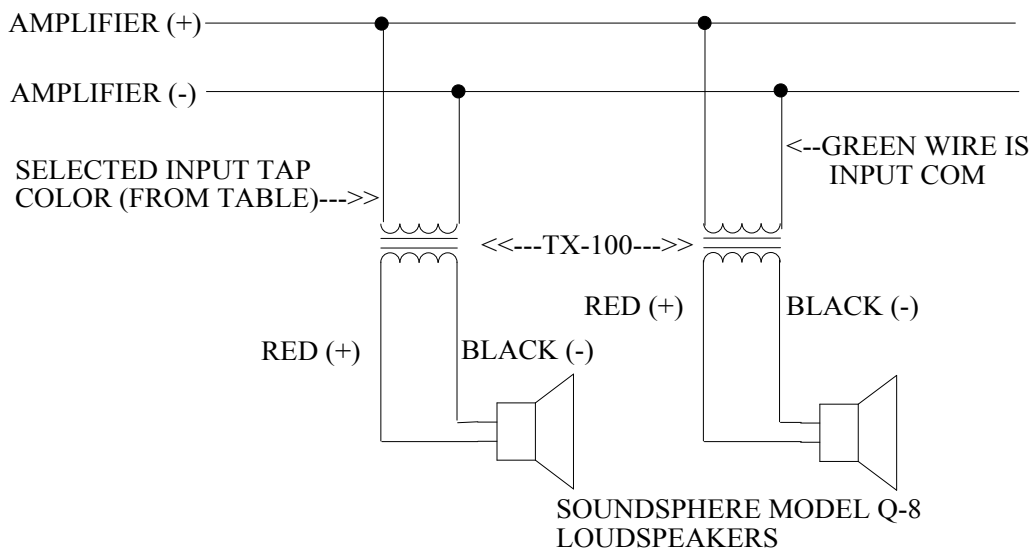 AMPLIFIER (+)
AMPLIFIER (-)
SELECTED INPUT TAP
COLOR (FROM TABLE)--->>
<--GREEN WIRE IS
INPUT COM
<<---TX-100--->>
RED (+)
BLACK (-)
RED (+)
BLACK (-)
SOUNDSPHERE MODEL Q-8
LOUDSPEAKERS